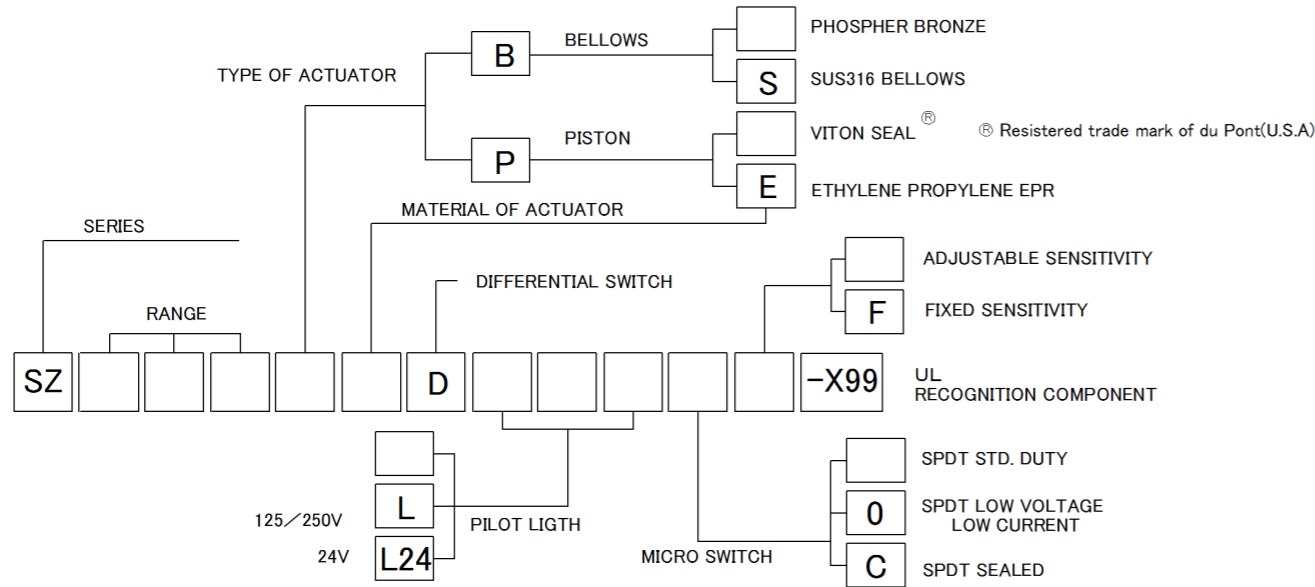 PHOSPHER BRONZE
B
BELLOWS
TYPE OF ACTUATOR
S
SUS316 BELLOWS
VITON SEAL ®
® Resistered trade mark of du Pont(U.S.A)
P
PISTON
E
ETHYLENE PROPYLENE EPR
MATERIAL OF ACTUATOR
SERIES
ADJUSTABLE SENSITIVITY
DIFFERENTIAL SWITCH
RANGE
F
FIXED SENSITIVITY
SZ
D
-X99
UL
RECOGNITION COMPONENT
SPDT STD. DUTY
125/250V
L
PILOT LIGTH
0
SPDT LOW VOLTAGE
LOW CURRENT
24V
L24
MICRO SWITCH
C
SPDT SEALED